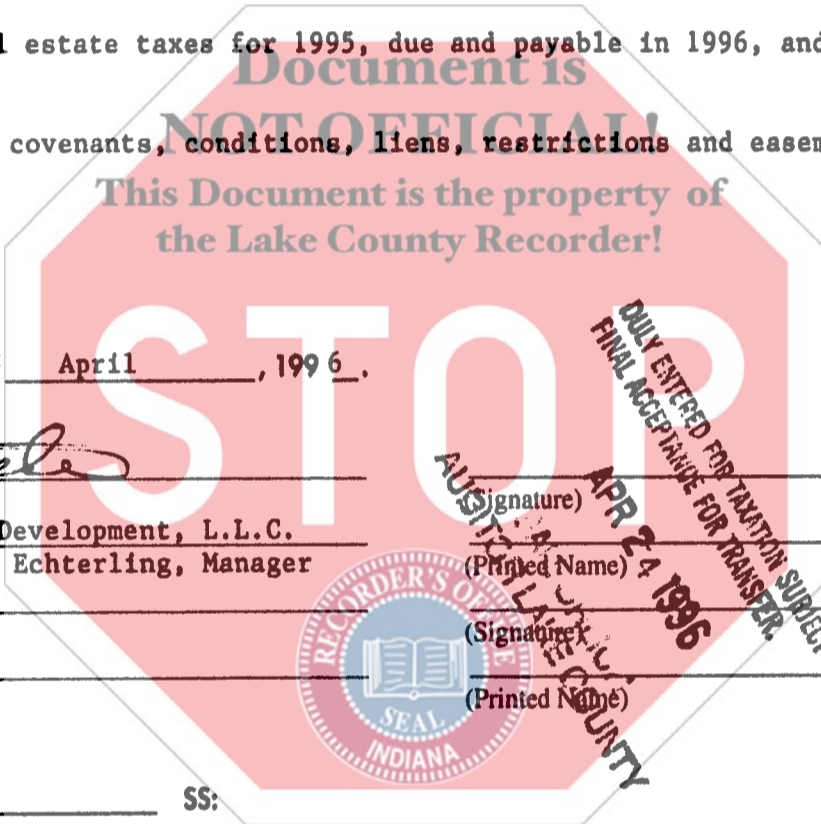 l estate taxes for 1995, due and payable in 1996, and
Document is
NOT OFFICIAL!
covenants, conditions, liens, restrictions and easem
This Document is the property of
the Lake County Recorder!
STOP
April, 1996.
DULY ENTERED FOR TAXATION SUBJECT
FINAL ACCEPTANCE FOR TRANSFER.
APR 24 1996
AUDITOR LAKE COUNTY
Development, L.L.C.
Echterling, Manager
(Signature)
(Printed Name)
(Signature)
(Printed Name)
RECORDER'S OFFICE
SEAL
INDIANA
SS: